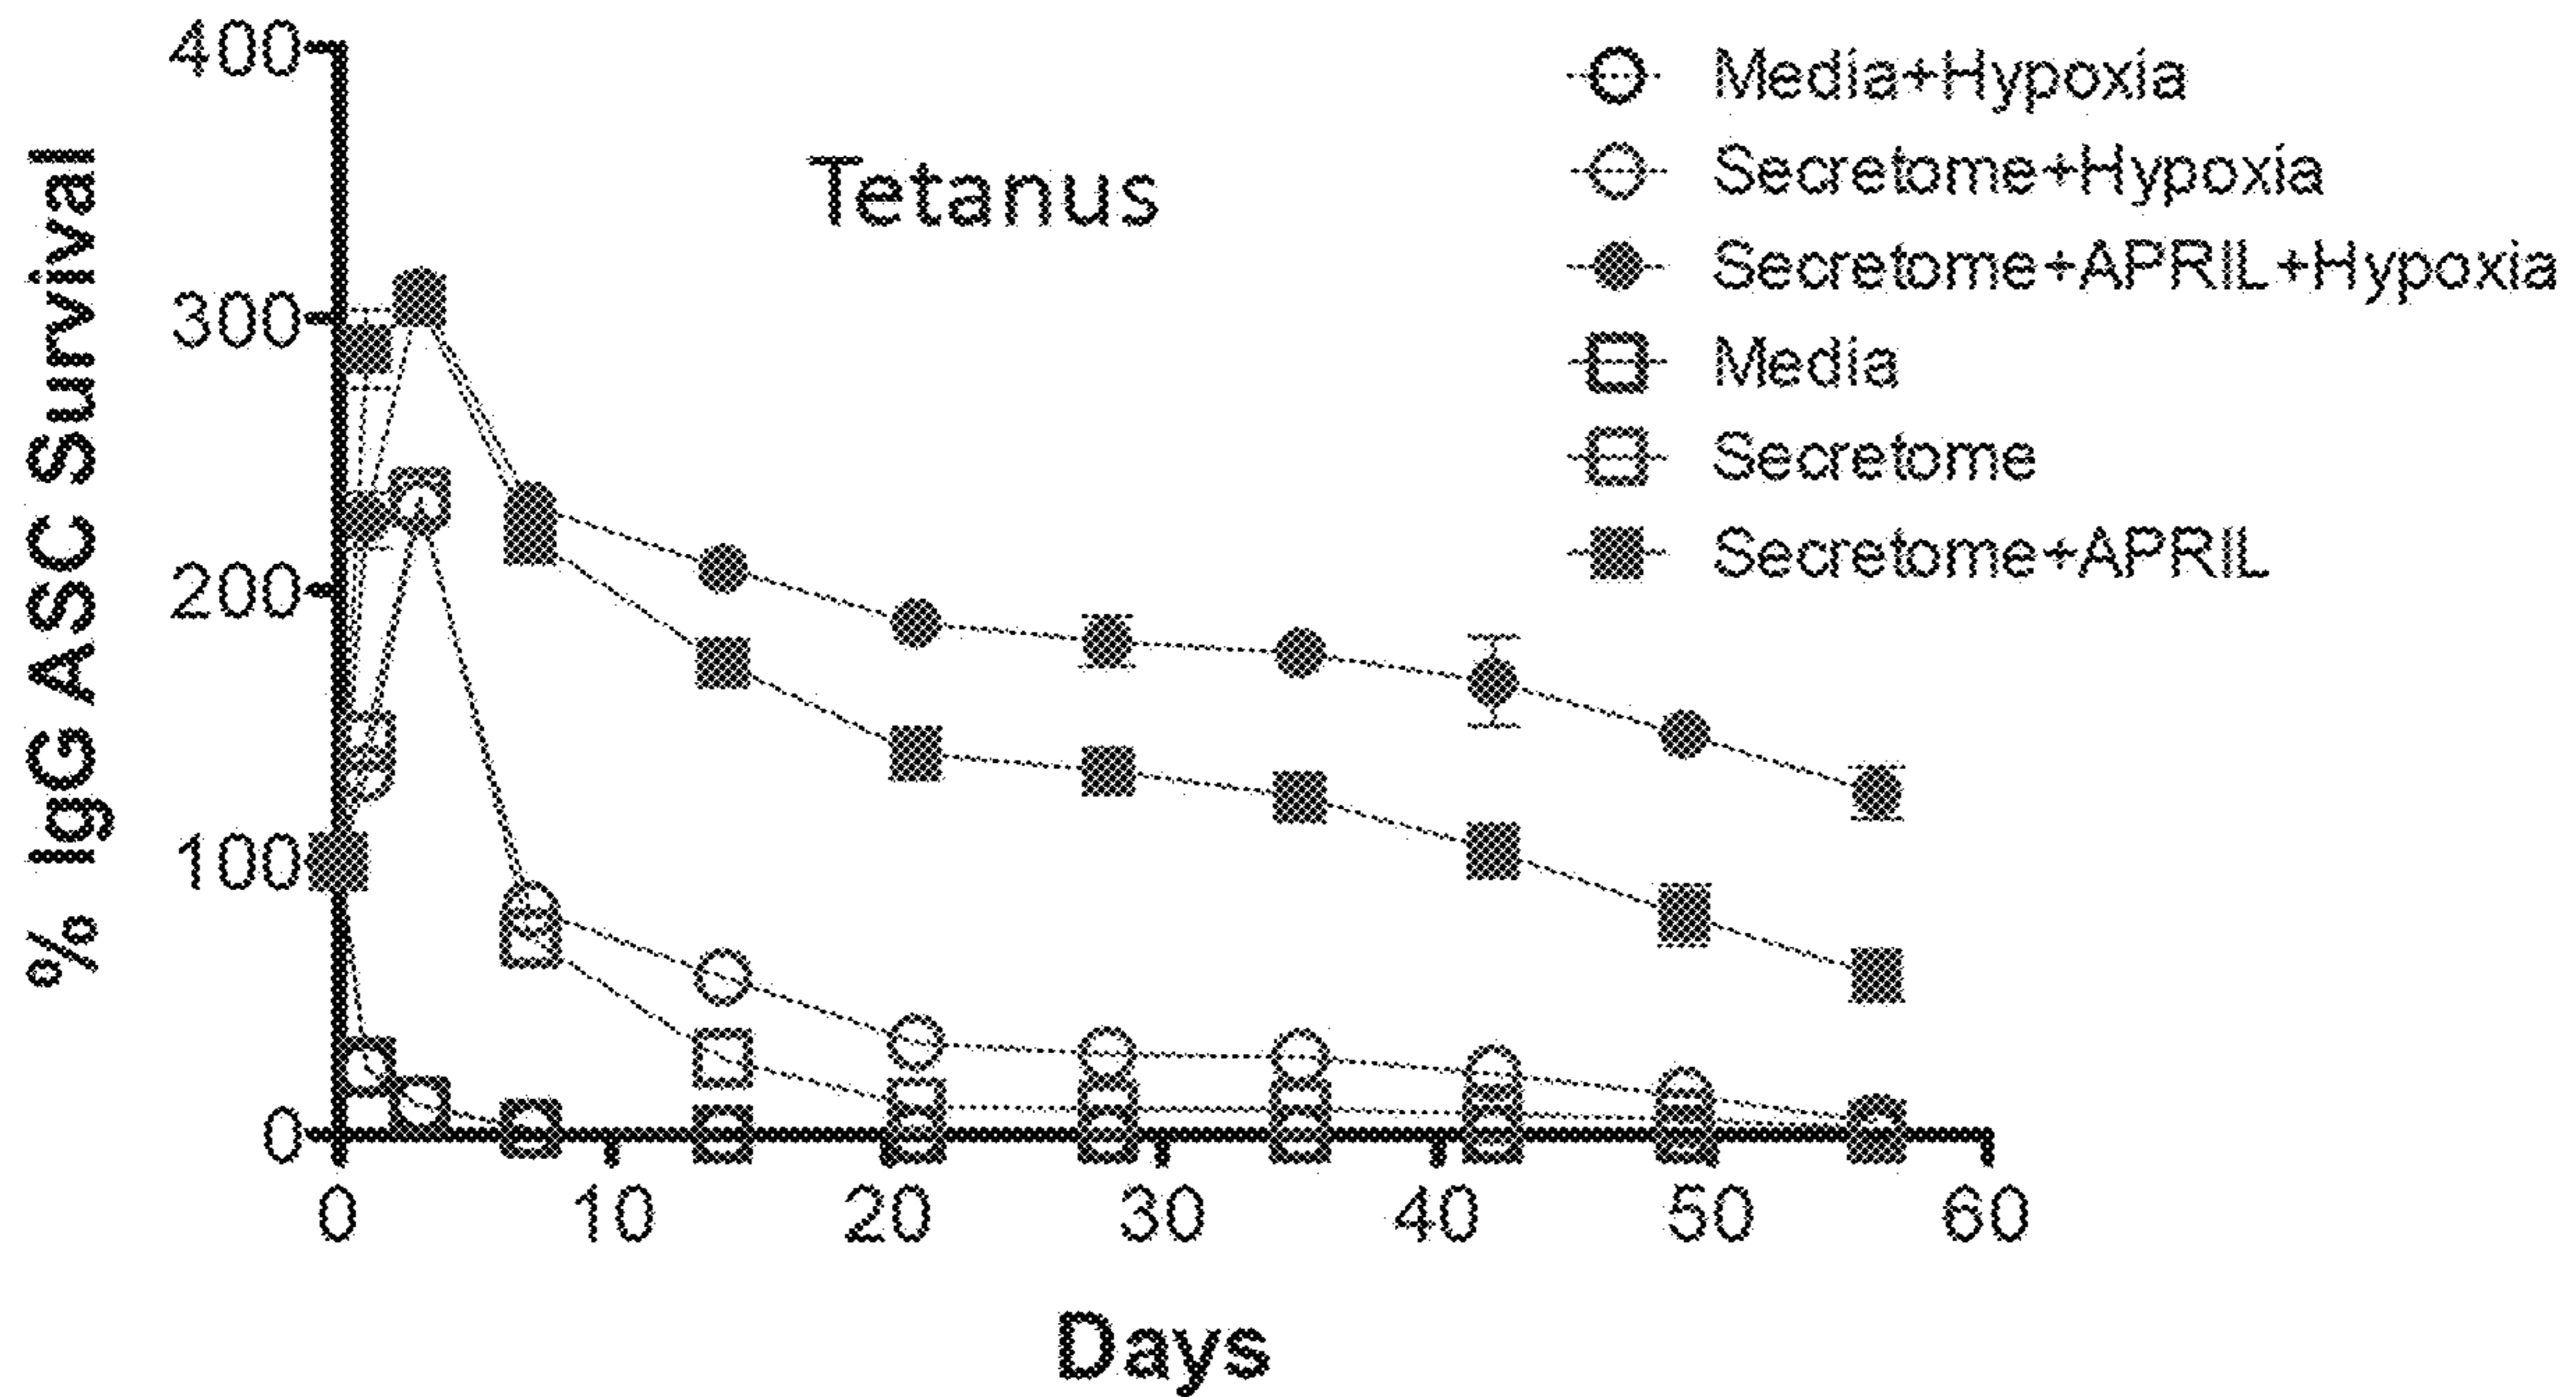 % IgG ASC Survival
400
300
200
100
0
0 10 20 30 40 50 60
Days
Tetanus
Media+Hypoxia
Secretome+Hypoxia
Secretome+APRIL+Hypoxia
Media
Secretome
Secretome+APRIL